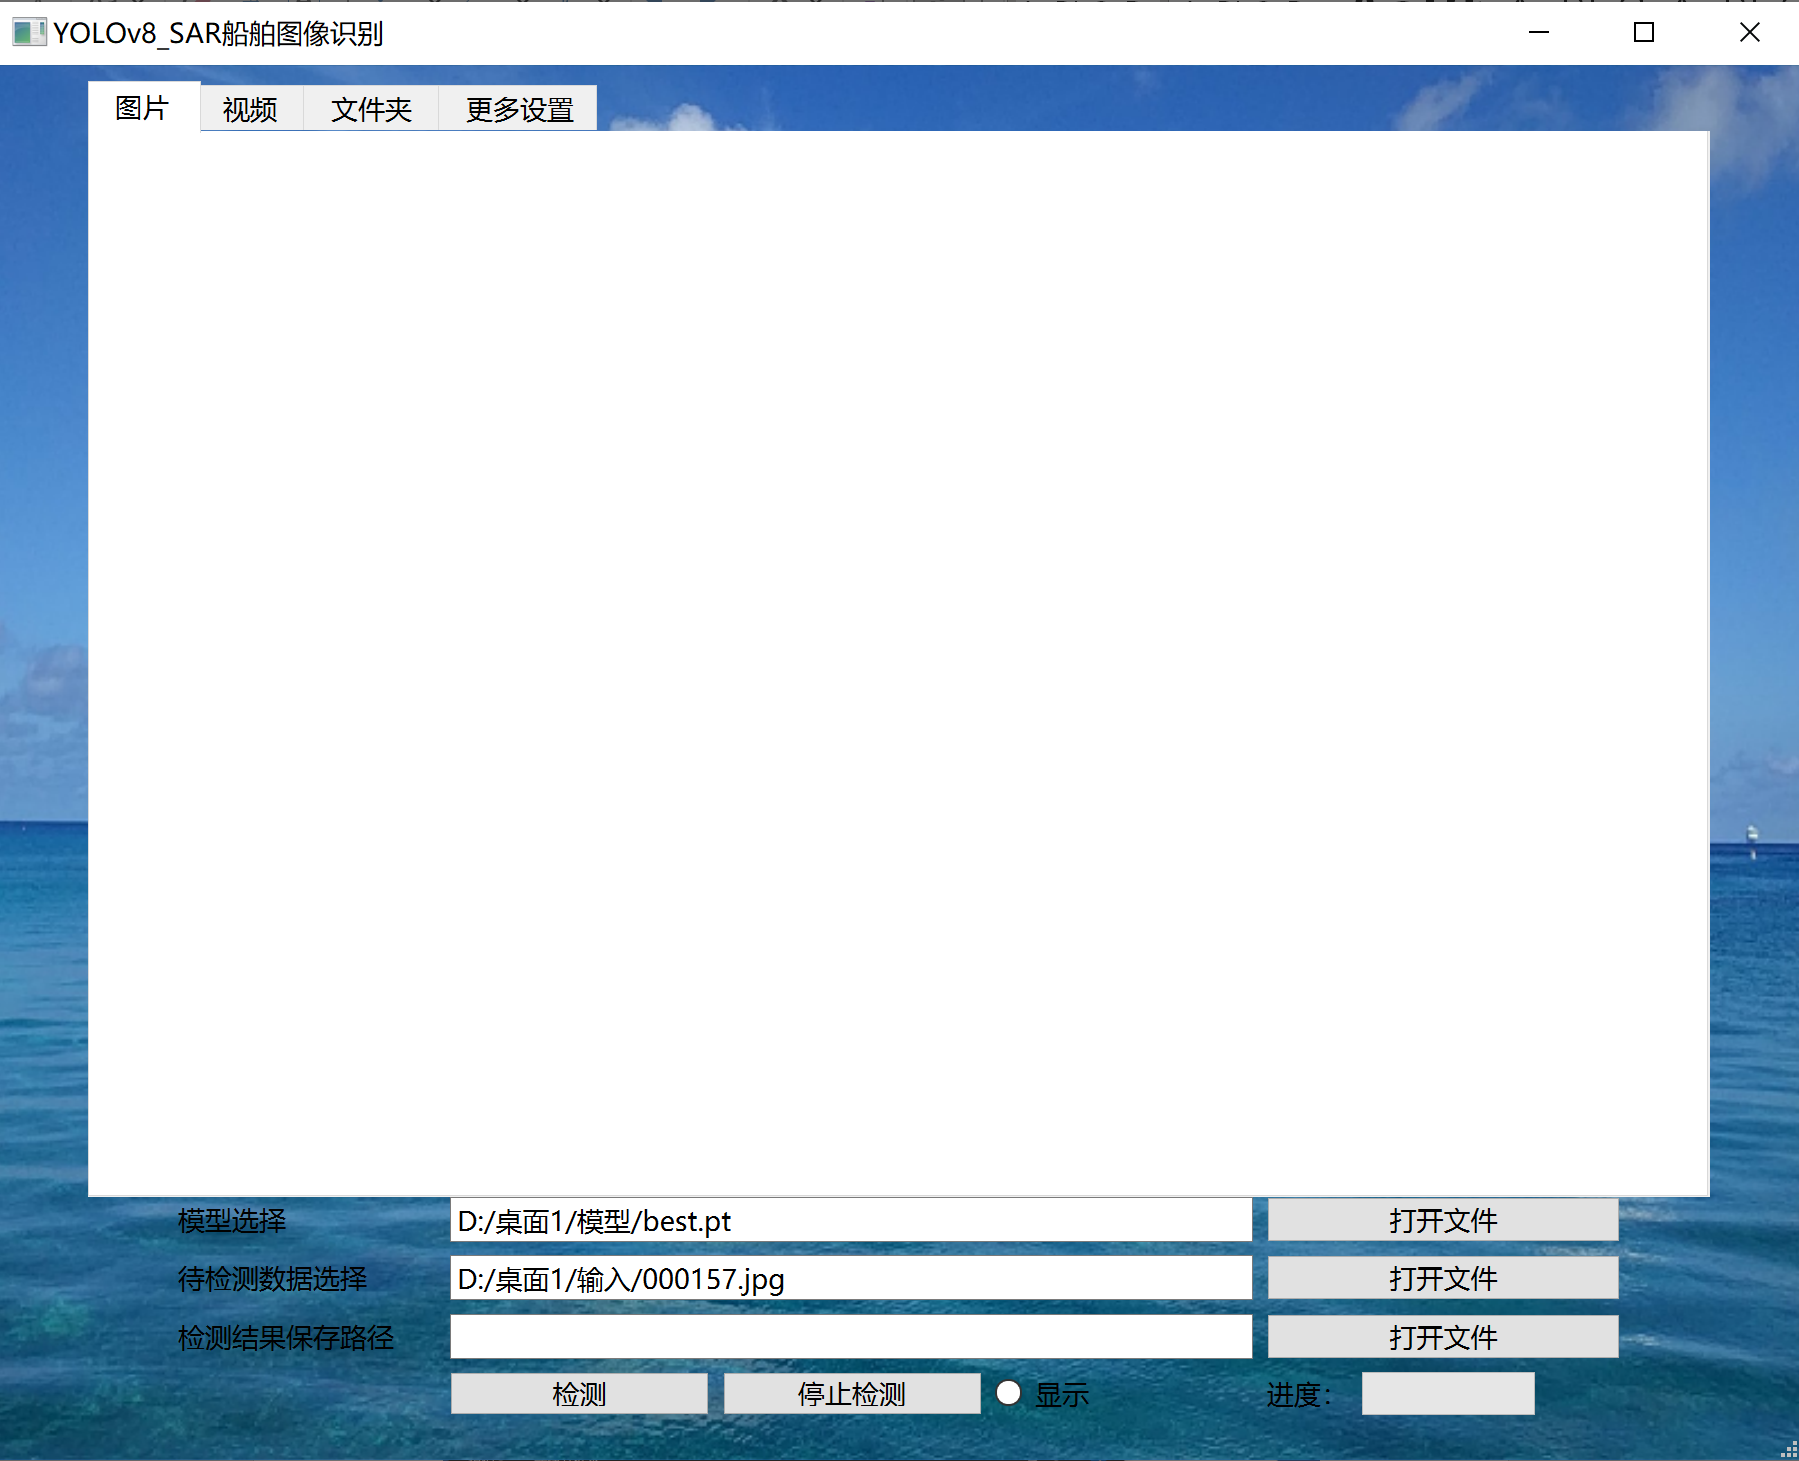 YOLOv8_SAR船舶图像识别
图片 视频 文件夹 更多设置
模型选择 D:/桌面1/模型/best.pt 打开文件
待检测数据选择 D:/桌面1/输入/000157.jpg 打开文件
检测结果保存路径 打开文件
检测 停止检测 显示 进度：